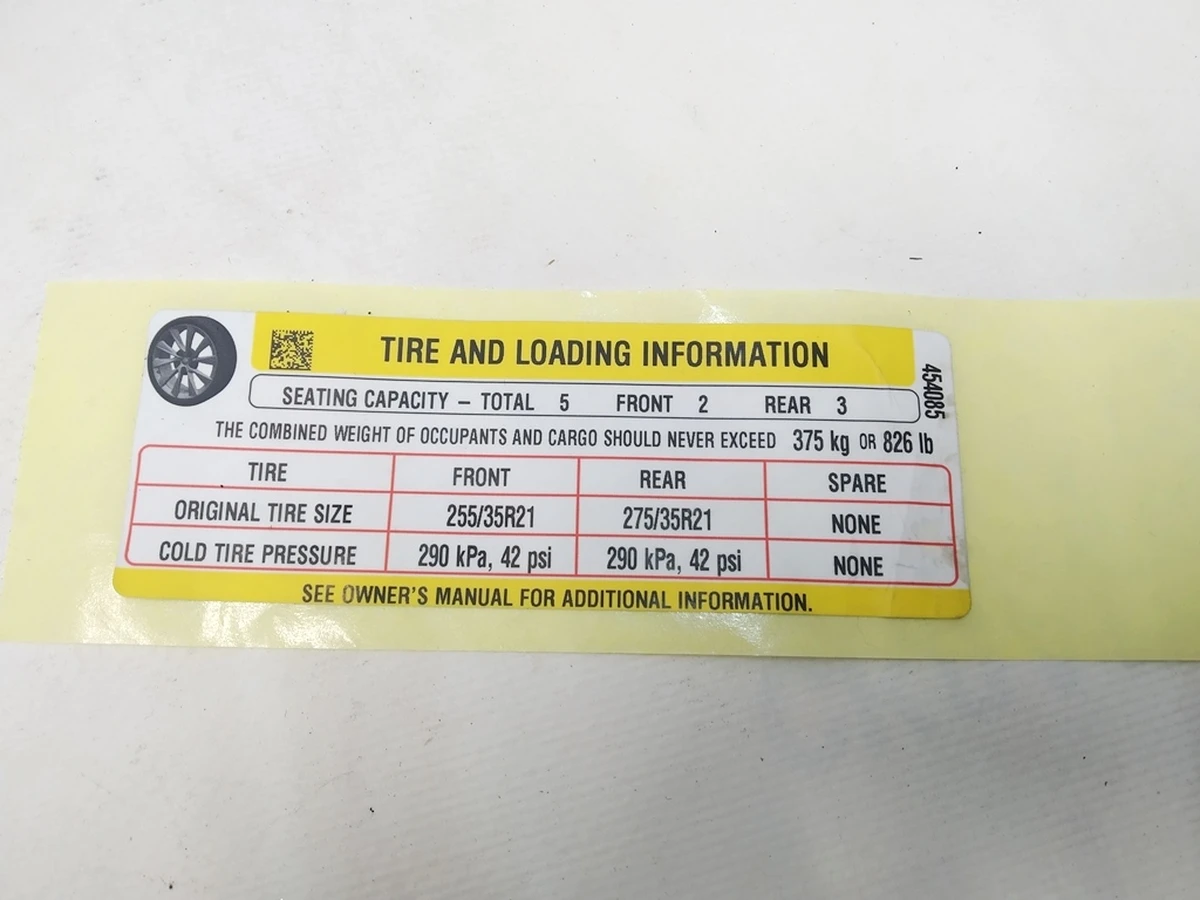 TIRE AND LOADING INFORMATION
454085
SEATING CAPACITY – TOTAL 5 FRONT 2 REAR 3
THE COMBINED WEIGHT OF OCCUPANTS AND CARGO SHOULD NEVER EXCEED 375 kg OR 826 lb
TIRE FRONT REAR SPARE
ORIGINAL TIRE SIZE 255/35R21 275/35R21 NONE
COLD TIRE PRESSURE 290 kPa, 42 psi 290 kPa, 42 psi NONE
SEE OWNER'S MANUAL FOR ADDITIONAL INFORMATION.